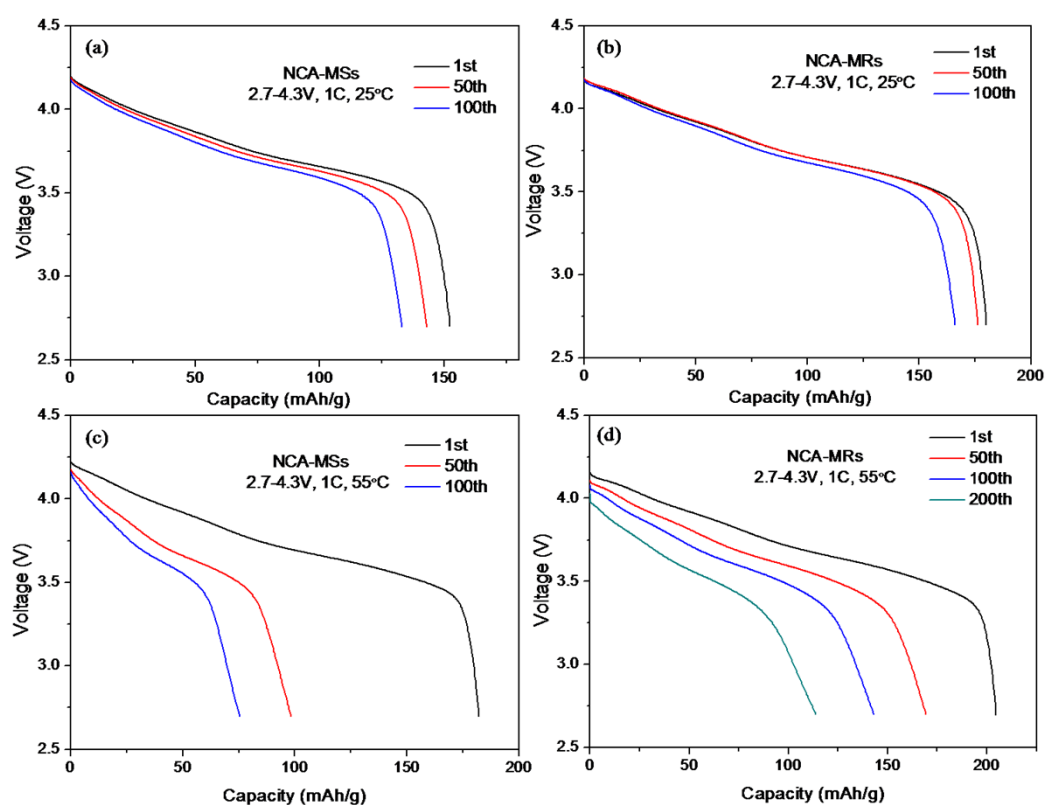 (a)
NCA-MSs
2.7-4.3V, 1C, 25°C
1st
50th
100th
4.5
4.0
3.5
3.0
2.5
Voltage (V)
0
50
100
150
Capacity (mAh/g)
(b)
NCA-MRs
2.7-4.3V, 1C, 25°C
1st
50th
100th
4.5
4.0
3.5
3.0
2.5
Voltage (V)
0
50
100
150
200
Capacity (mAh/g)
(c)
NCA-MSs
2.7-4.3V, 1C, 55°C
1st
50th
100th
4.5
4.0
3.5
3.0
2.5
Voltage (V)
0
50
100
150
200
Capacity (mAh/g)
(d)
NCA-MRs
2.7-4.3V, 1C, 55°C
1st
50th
100th
200th
4.5
4.0
3.5
3.0
2.5
Voltage (V)
0
50
100
150
200
Capacity (mAh/g)